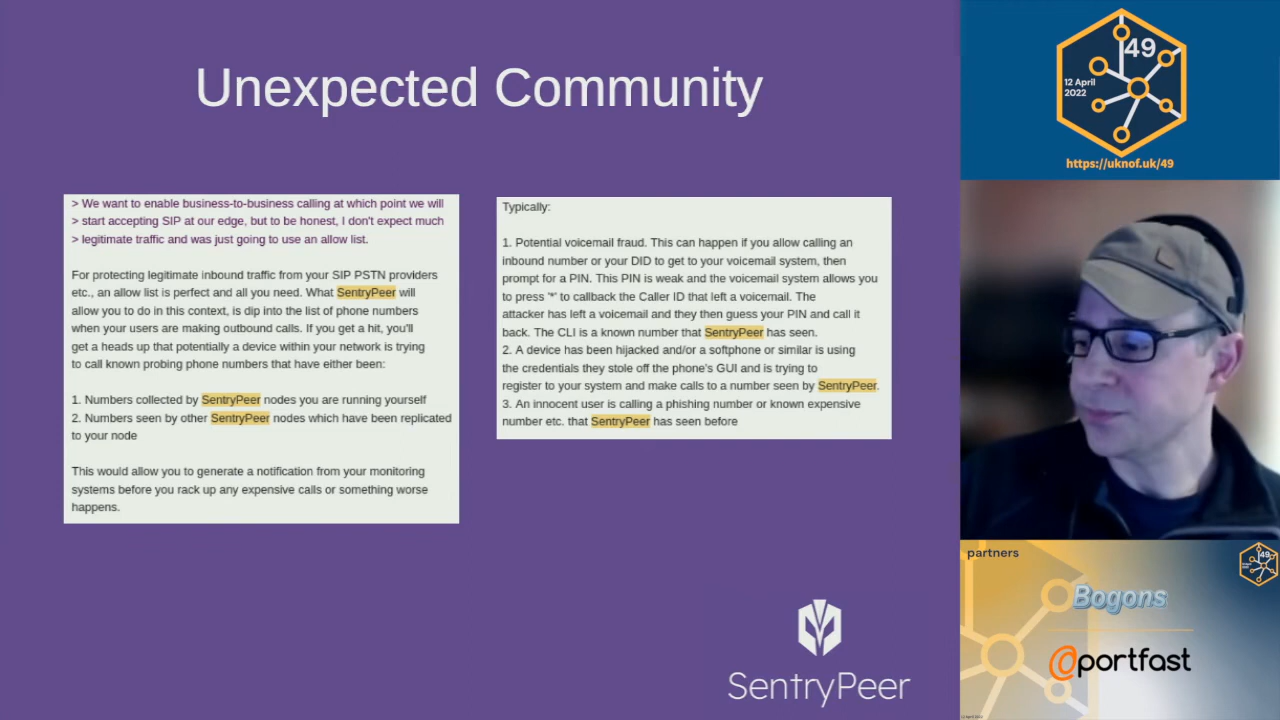 Unexpected Community
> We want to enable business-to-business calling at which point we will
> start accepting SIP at our edge, but to be honest, I don't expect much
> legitimate traffic and was just going to use an allow list.
For protecting legitimate inbound traffic from your SIP PSTN providers
etc., an allow list is perfect and all you need. What SentryPeer will
allow you to do in this context, is dip into the list of phone numbers
when your users are making outbound calls. If you get a hit, you'll
get a heads up that potentially a device within your network is trying
to call known probing phone numbers that have either been:
1. Numbers collected by SentryPeer nodes you are running yourself
2. Numbers seen by other SentryPeer nodes which have been replicated
to your node
This would allow you to generate a notification from your monitoring
systems before you rack up any expensive calls or something worse
happens.
Typically:
1. Potential voicemail fraud. This can happen if you allow calling an
inbound number or your DID to get to your voicemail system, then
prompt for a PIN. This PIN is weak and the voicemail system allows you
to press '*' to callback the Caller ID that left a voicemail. The
attacker has left a voicemail and they then guess your PIN and call it
back. The CLI is a known number that SentryPeer has seen.
2. A device has been hijacked and/or a softphone or similar is using
the credentials they stole off the phone's GUI and is trying to
register to your system and make calls to a number seen by SentryPeer.
3. An innocent user is calling a phishing number or known expensive
number etc. that SentryPeer has seen before
SentryPeer
49
12 April
2022
https://uknof.uk/49
partners
49
Bogons
@portfast